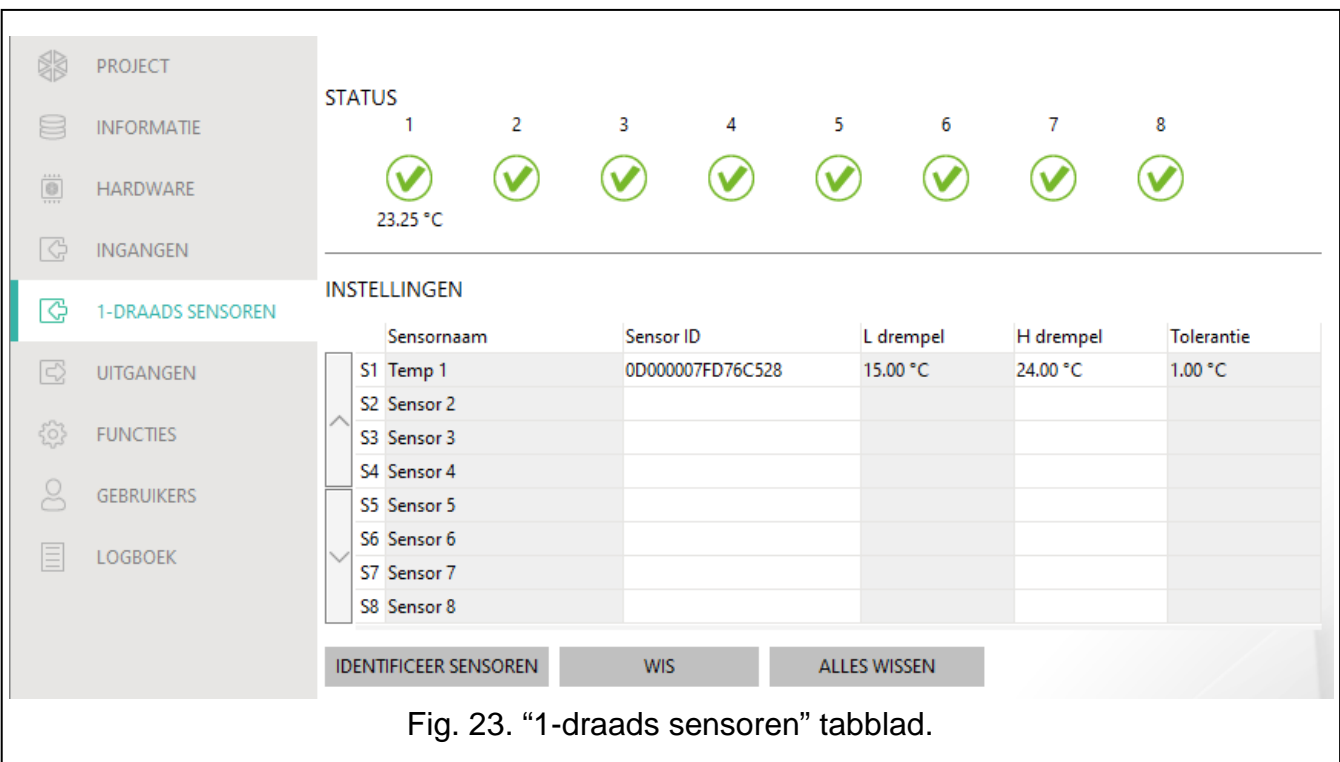 PROJECT
INFORMATIE
HARDWARE
INGANGEN
1-DRAADS SENSOREN
UITGANGEN
FUNCTIES
GEBRUIKERS
LOGBOEK
STATUS
1 2 3 4 5 6 7 8
23.25 °C
INSTELLINGEN
Sensornaam Sensor ID L drempel H drempel Tolerantie
S1 Temp 1 0D000007FD76C528 15.00 °C 24.00 °C 1.00 °C
S2 Sensor 2
S3 Sensor 3
S4 Sensor 4
S5 Sensor 5
S6 Sensor 6
S7 Sensor 7
S8 Sensor 8
IDENTIFICEER SENSOREN WIS ALLES WISSEN
Fig. 23. “1-draads sensoren” tabblad.